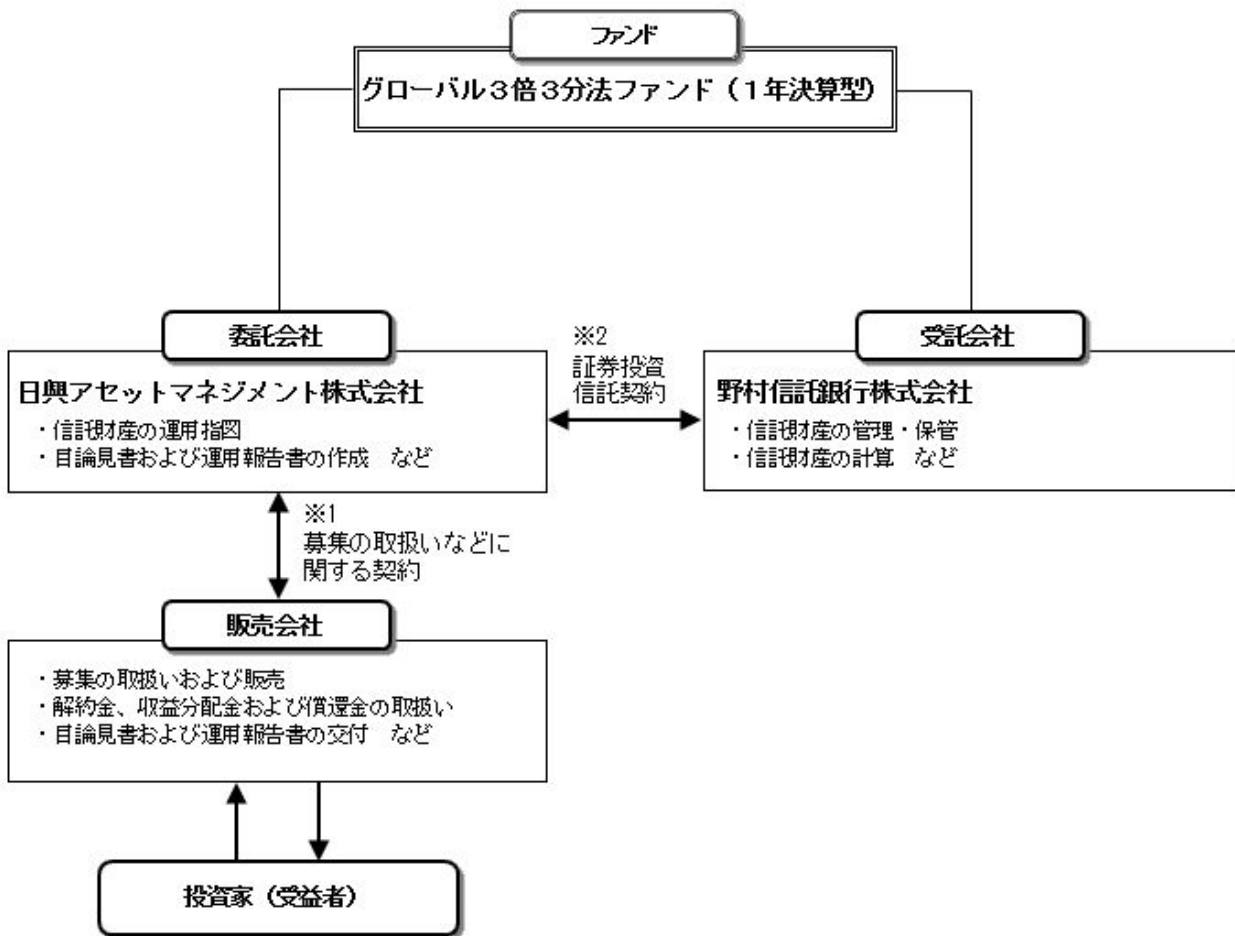 ファンド
グローバル３倍３分法ファンド（１年決算型）
委託会社
日興アセットマネジメント株式会社
・信託財産の運用指図
・目論見書および運用報告書の作成　など
※2
証券投資
信託契約
受託会社
野村信託銀行株式会社
・信託財産の管理・保管
・信託財産の計算　など
※1
募集の取扱いなどに
関する契約
販売会社
・募集の取扱いおよび販売
・解約金、収益分配金および償還金の取扱い
・目論見書および運用報告書の交付　など
投資家（受益者）